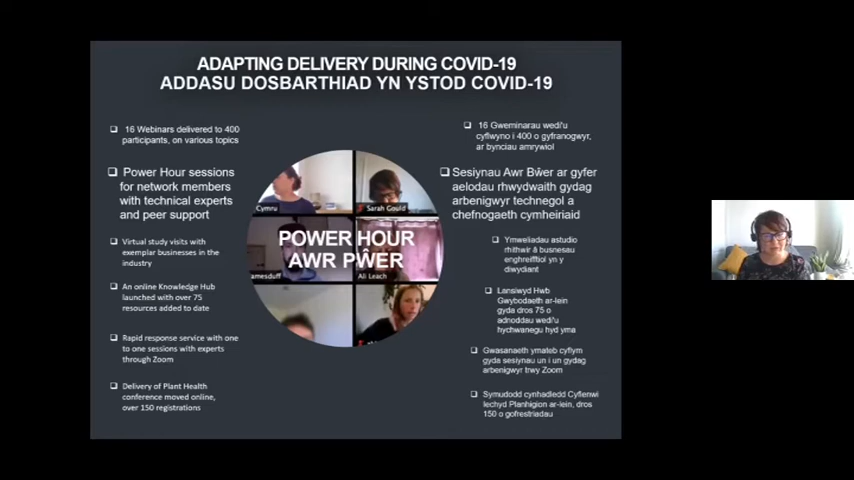 ADAPTING DELIVERY DURING COVID-19
ADDASU DOSBARTHIAD YN YSTOD COVID-19
16 Webinars delivered to 400
participants, on various topics
Power Hour sessions
for network members
with technical experts
and peer support
Virtual study visits with
exemplar businesses in the
industry
An online Knowledge Hub
launched with over 75
resources added to date
Rapid response service with one
to one sessions with experts
through Zoom
Delivery of Plant Health
conference moved online,
over 150 registrations
Cymru
Sarah Gould
POWER HOUR
AWR PŴER
amesduff
Ali Leach
16 Gweminarau wedi'u
cyflwyno i 400 o gyfranogwyr,
ar bynciau amrywiol
Sesiynau Awr Bŵer ar gyfer
aelodau rhwydwaith gydag
arbenigwyr technegol a
chefnogaeth cymheiriaid
Ymweliadau astudio
rhithwir â busnesau
enghreifftiol yn y
diwydiant
Lansiwyd Hwb
Gwybodaeth ar-lein
gyda dros 75 o
adnoddau wedi'u
hychwanegu hyd yma
Gwasanaeth ymateb cyflym
gyda sesiynau un i un gydag
arbenigwyr trwy Zoom
Symudodd cynhadledd Cyflenwi
Iechyd Planhigion ar-lein, dros
150 o gofrestriadau